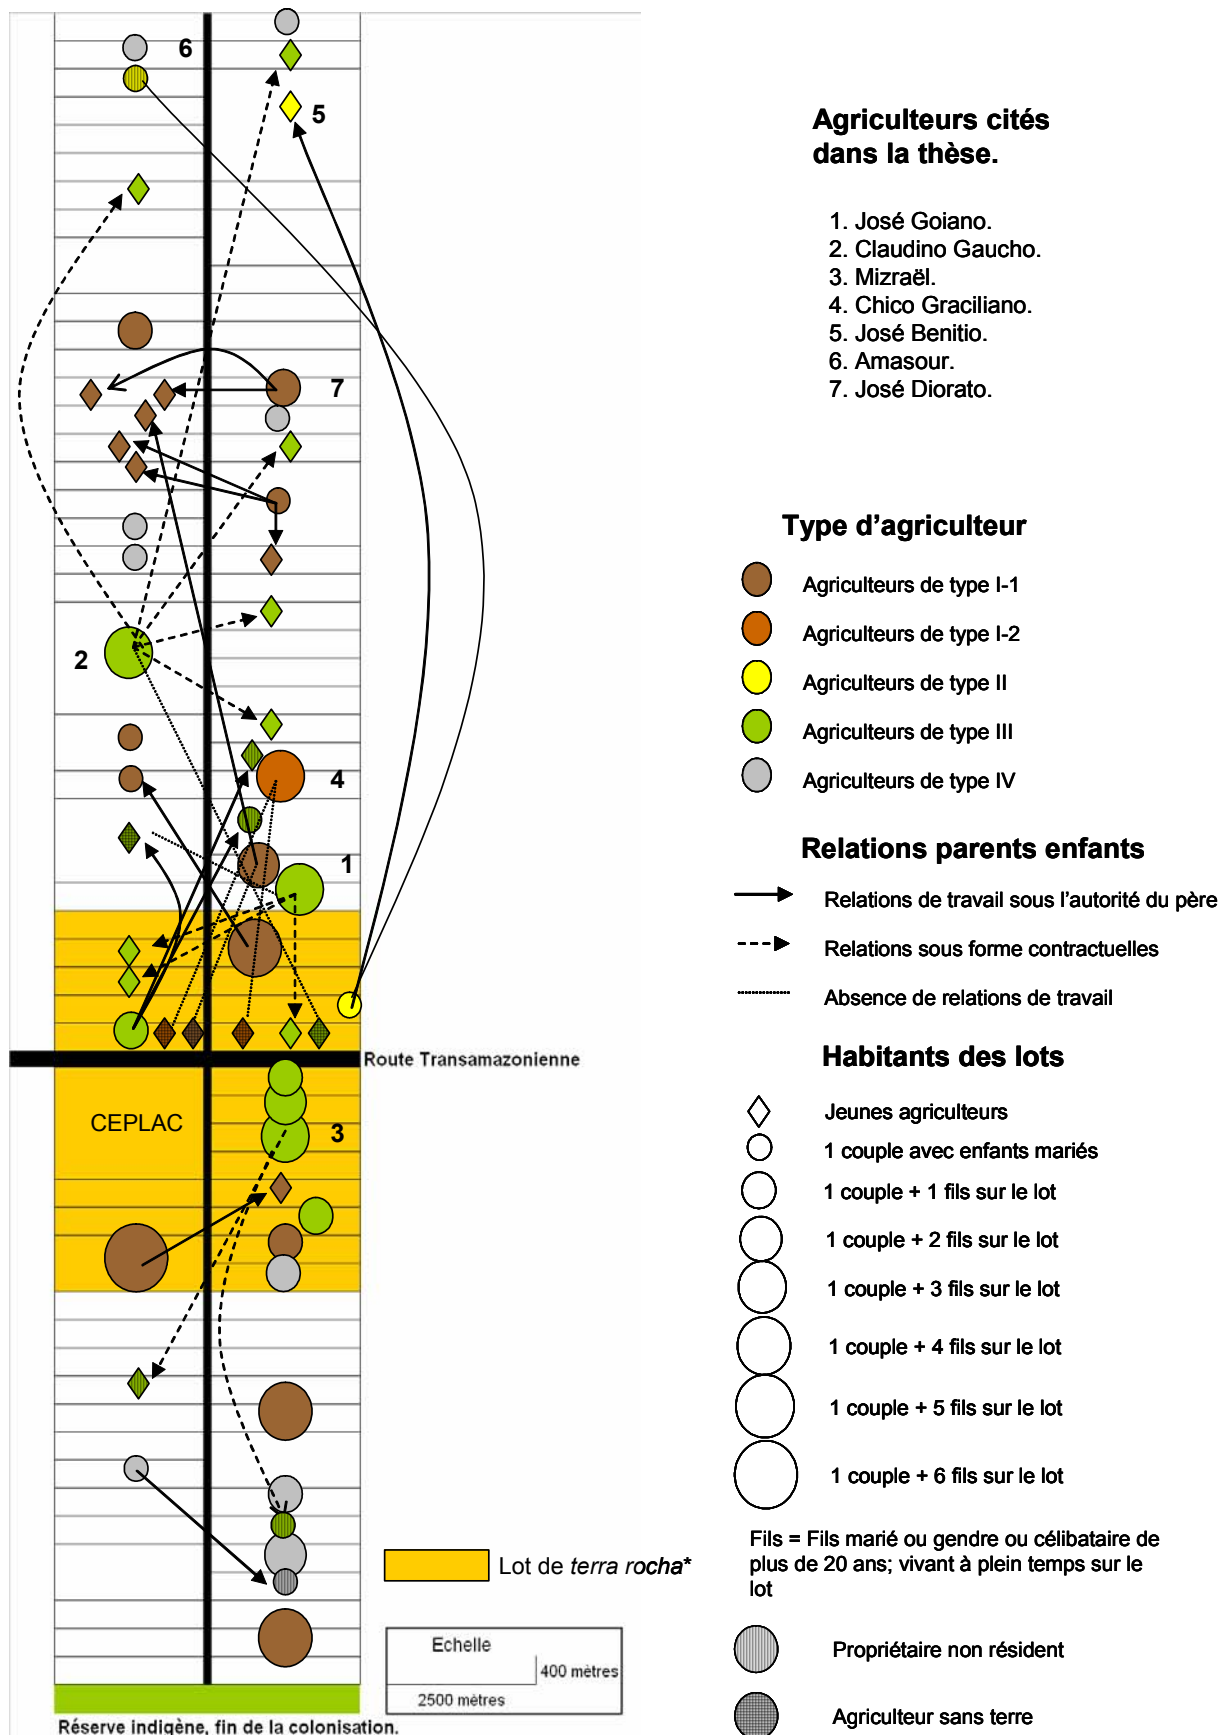 6
5
7
2
4
1
Route Transamazonienne
CEPLAC
3
Lot de terra rocha*
Echelle
400 mètres
2500 mètres
Réserve indigène, fin de la colonisation.
Agriculteurs cités
dans la thèse.
1. José Goiano.
2. Claudino Gaucho.
3. Mizraël.
4. Chico Graciliano.
5. José Benitio.
6. Amasour.
7. José Diorato.
Type d’agriculteur
Agriculteurs de type I-1
Agriculteurs de type I-2
Agriculteurs de type II
Agriculteurs de type III
Agriculteurs de type IV
Relations parents enfants
Relations de travail sous l’autorité du père
Relations sous forme contractuelles
Absence de relations de travail
Habitants des lots
Jeunes agriculteurs
1 couple avec enfants mariés
1 couple + 1 fils sur le lot
1 couple + 2 fils sur le lot
1 couple + 3 fils sur le lot
1 couple + 4 fils sur le lot
1 couple + 5 fils sur le lot
1 couple + 6 fils sur le lot
Fils = Fils marié ou gendre ou célibataire de
plus de 20 ans; vivant à plein temps sur le
lot
Propriétaire non résident
Agriculteur sans terre